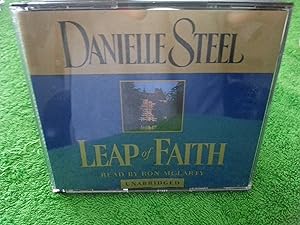 DANIELLE STEEL
LEAP of FAITH
READ BY RON MCLARTY
UNABRIDGED